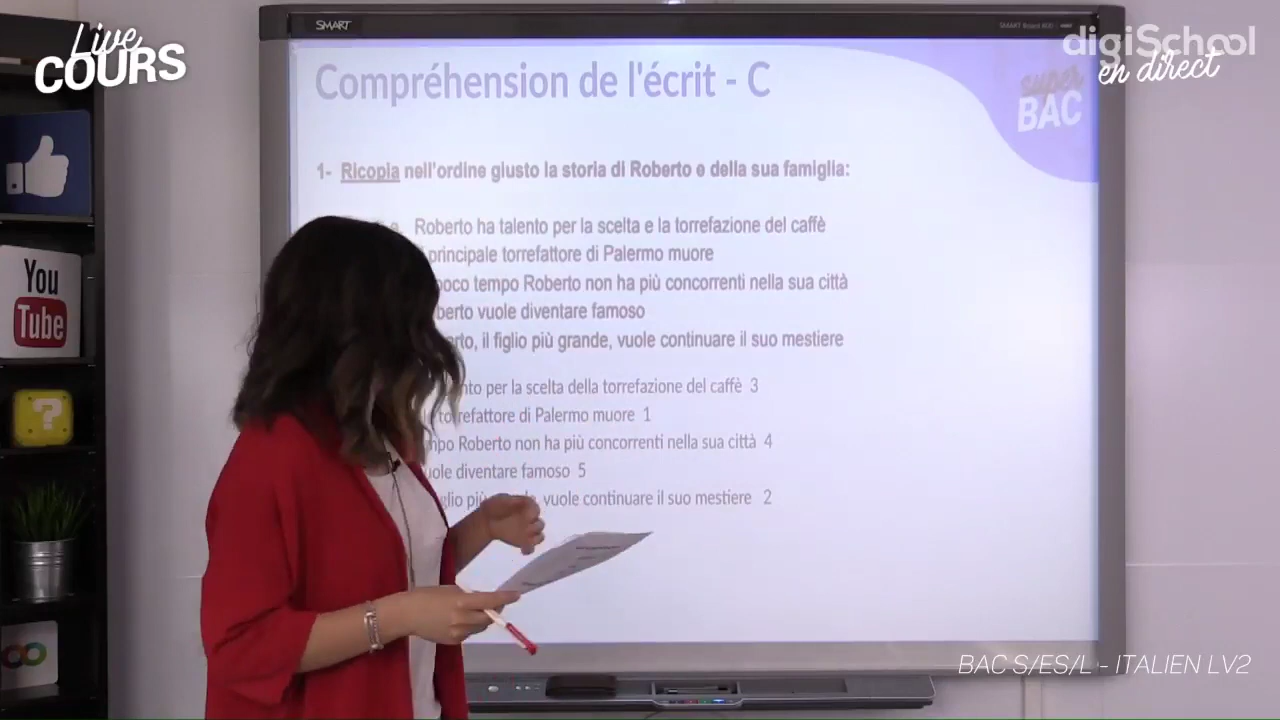 Live
COURS
SMART
digiSchool
en direct
super
BAC
Compréhension de l'écrit - C
1- Ricopia nell'ordine giusto la storia di Roberto e della sua famiglia:
Roberto ha talento per la scelta e la torrefazione del caffè
principale torrefattore di Palermo muore
poco tempo Roberto non ha più concorrenti nella sua città
vuole diventare famoso
il figlio più grande, vuole continuare il suo mestiere
per la scelta della torrefazione del caffè 3
torrefattore di Palermo muore 1
Roberto non ha più concorrenti nella sua città 4
diventare famoso 5
vuole continuare il suo mestiere 2
You
Tube
?
BAC S/ES/L - ITALIEN LV2